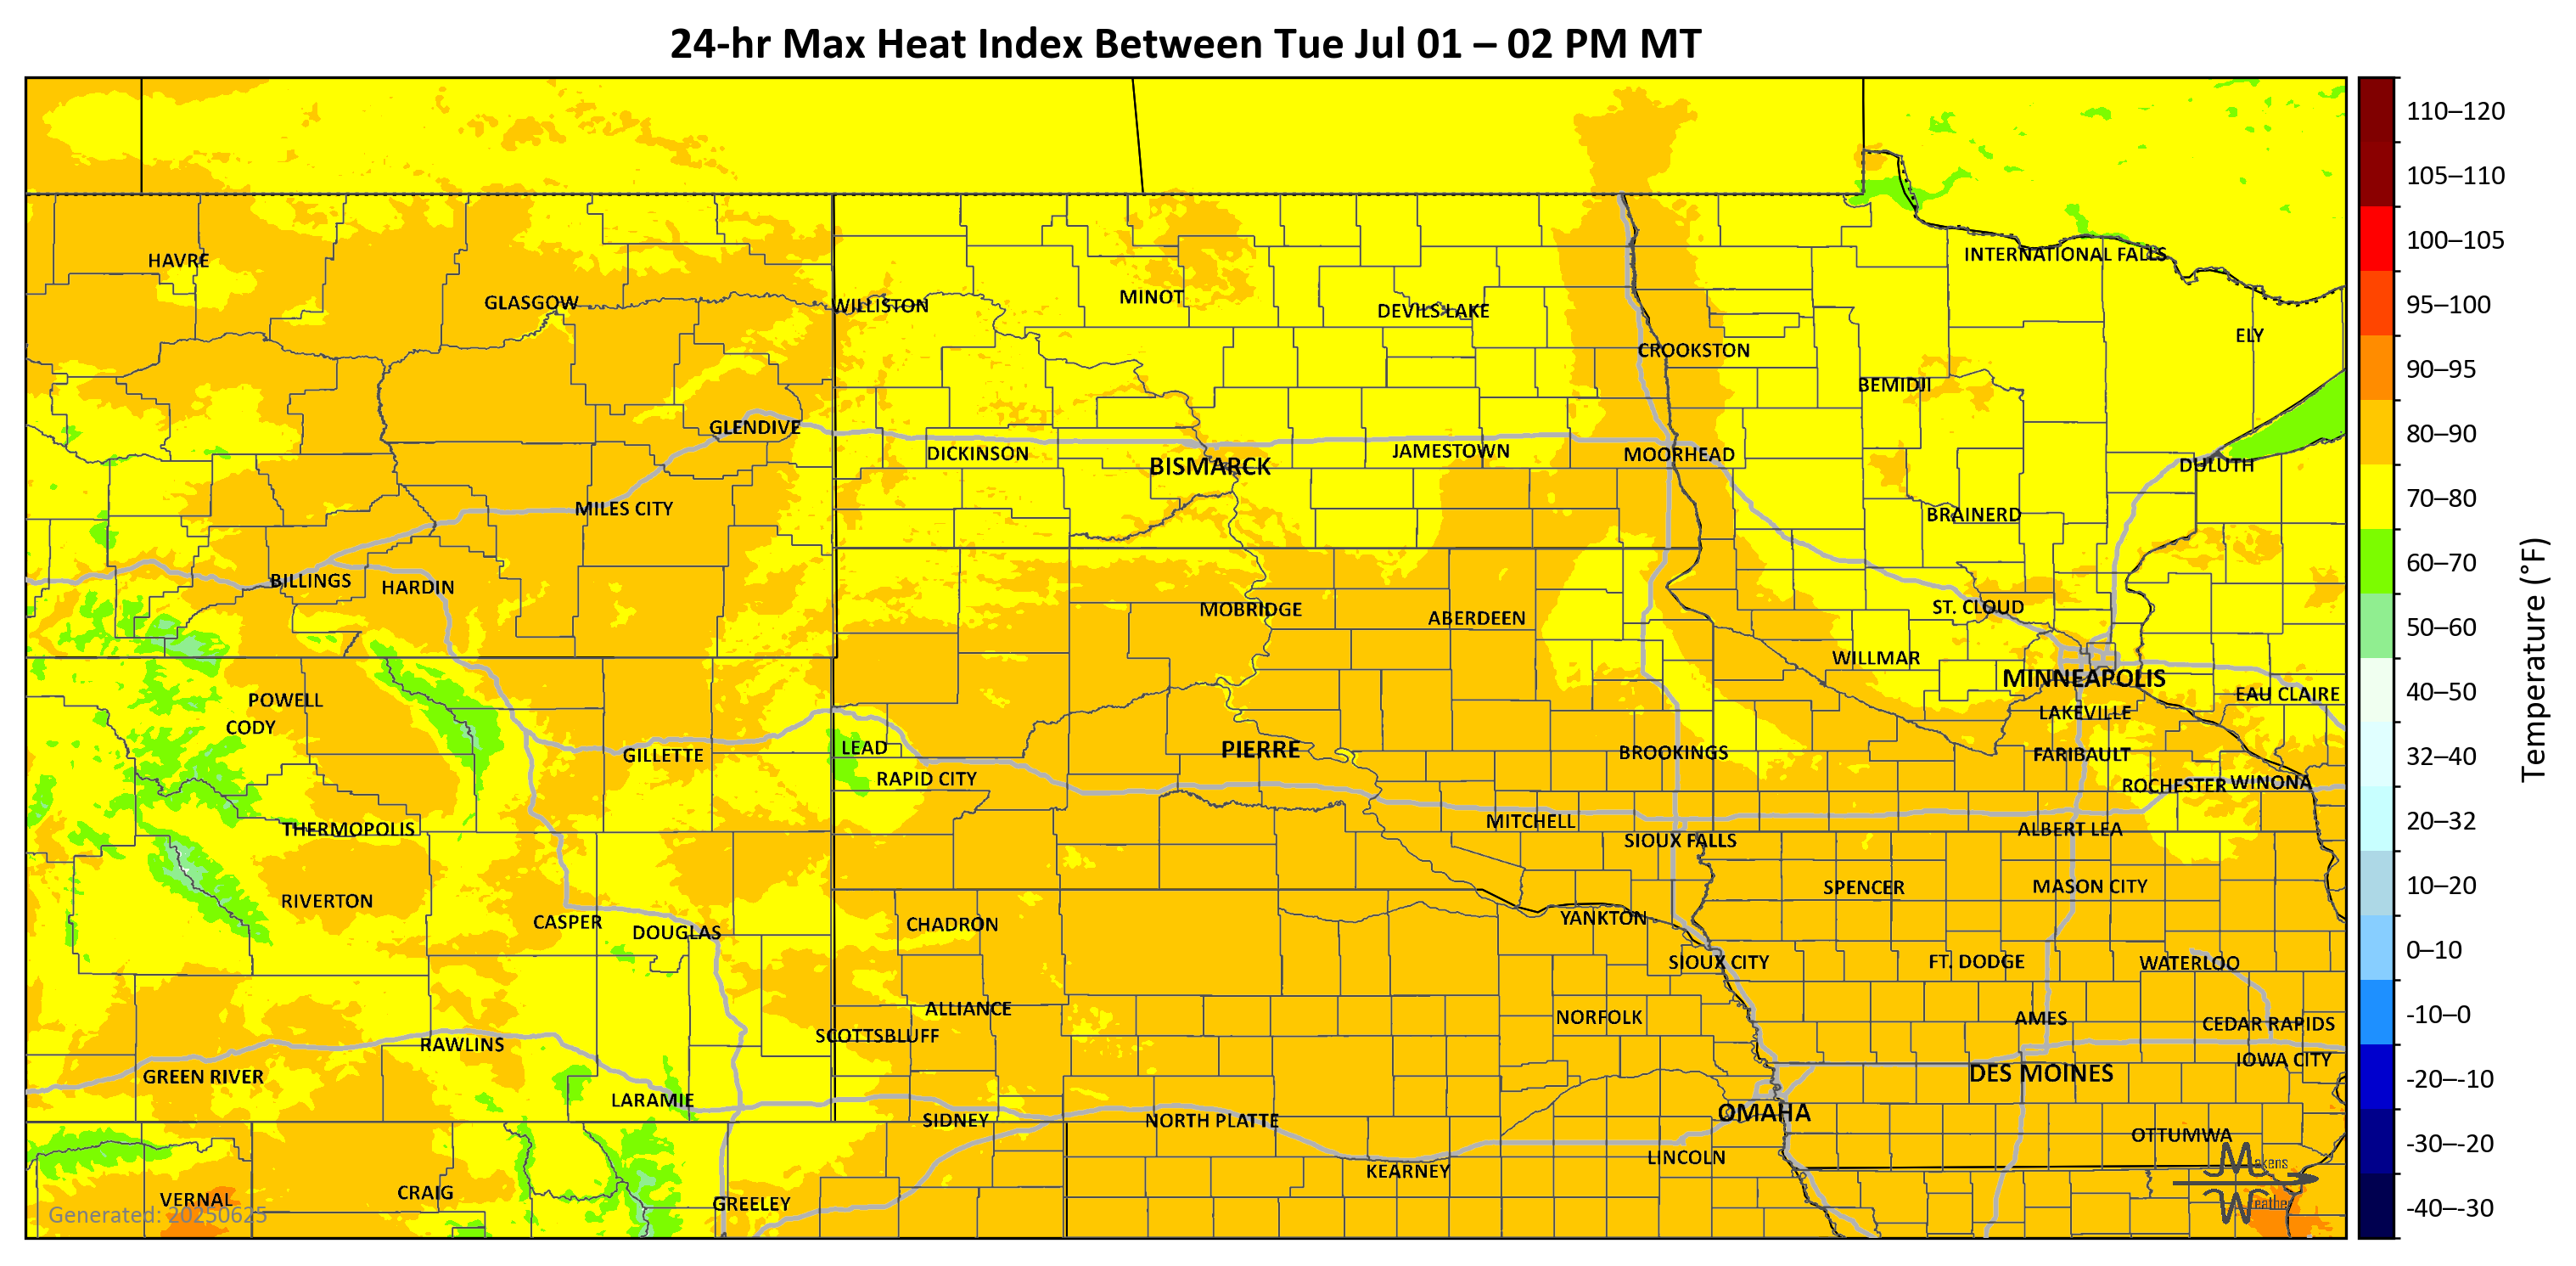 24-hr Max Heat Index Between Tue Jul 01 – 02 PM MT
110–120
105–110
INTERNATIONAL FALLS
100–105
HAVRE
GLASGOW
WILLISTON
MINOT
DEVILS LAKE
95–100
ELY
CROOKSTON
90–95
BEMIDJI
GLENDIVE
80–90
DICKINSON
BISMARCK
JAMESTOWN
MOORHEAD
DULUTH
70–80
MILES CITY
BRAINERD
60–70
BILLINGS
HARDIN
MOBRIDGE
ABERDEEN
ST. CLOUD
50–60
WILLMAR
MINNEAPOLIS
Temperature (°F)
POWELL
EAU CLAIRE
40–50
CODY
LAKEVILLE
GILLETTE
LEAD
PIERRE
BROOKINGS
FARIBAULT
32–40
RAPID CITY
ROCHESTER
WINONA
THERMOPOLIS
MITCHELL
SIOUX FALLS
ALBERT LEA
20–32
RIVERTON
SPENCER
MASON CITY
10–20
CASPER
DOUGLAS
CHADRON
YANKTON
SIOUX CITY
FT. DODGE
WATERLOO
0–10
ALLIANCE
SCOTTSBLUFF
NORFOLK
AMES
CEDAR RAPIDS
-10–0
RAWLINS
GREEN RIVER
IOWA CITY
DES MOINES
-20–-10
LARAMIE
SIDNEY
NORTH PLATTE
OMAHA
OTTUMWA
-30–-20
KEARNEY
LINCOLN
Makens
Weather
VERNAL
CRAIG
GREELEY
-40–-30
Generated: 20250625